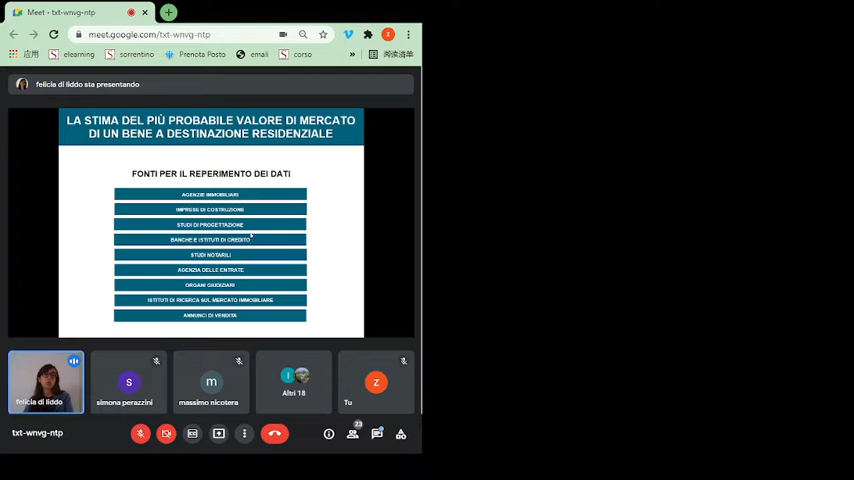 Meet - txt-wnvg-ntp
meet.google.com/txt-wnvg-ntp
应用
elearning
sorrentino
Prenota Posto
email
corso
»
阅读清单
felicia di liddo sta presentando
LA STIMA DEL PIÙ PROBABILE VALORE DI MERCATO
DI UN BENE A DESTINAZIONE RESIDENZIALE
FONTI PER IL REPERIMENTO DEI DATI
AGENZIE IMMOBILIARI
IMPRESE DI COSTRUZIONE
STUDI DI PROGETTAZIONE
BANCHE E ISTITUTI DI CREDITO
STUDI NOTARILI
AGENZIA DELLE ENTRATE
ORGANI GIUDIZIARI
ISTITUTI DI RICERCA SUL MERCATO IMMOBILIARE
ANNUNCI DI VENDITA
felicia di liddo
s
simona perazzini
m
massimo nicotera
I
Altri 18
z
Tu
txt-wnvg-ntp
23